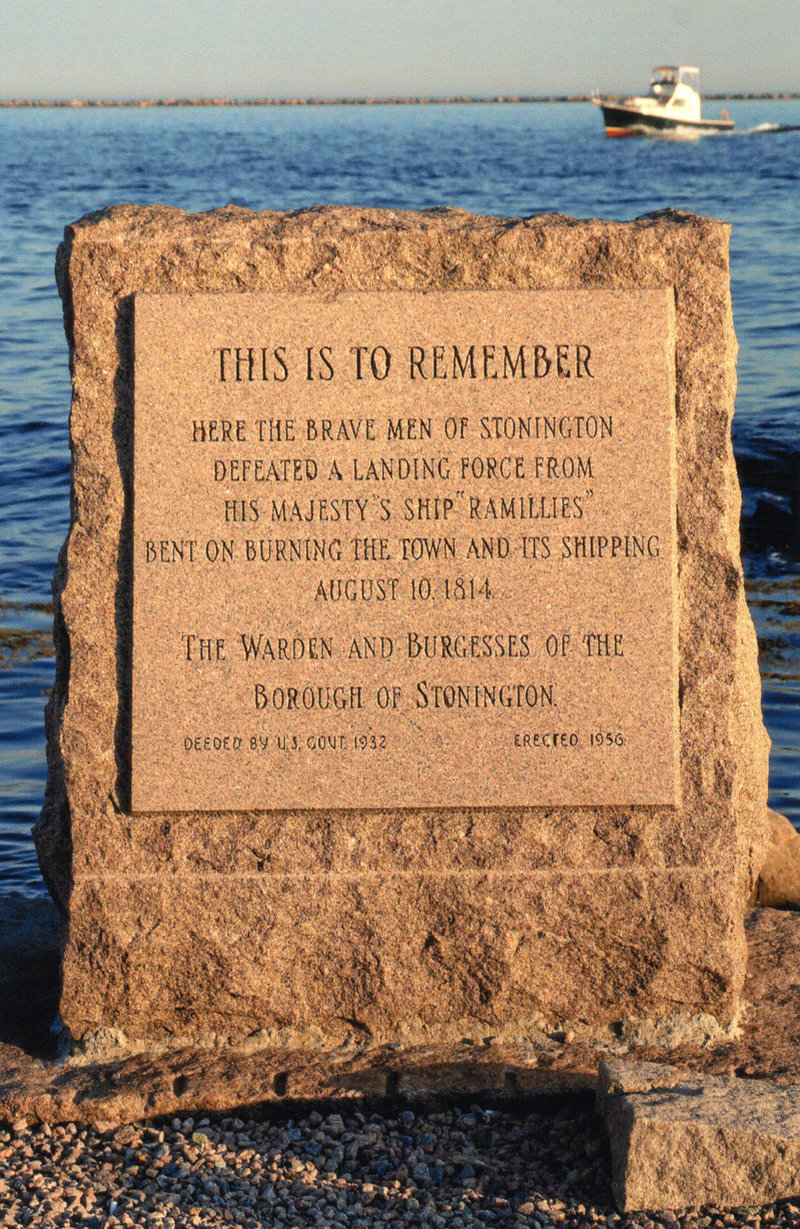 THIS IS TO REMEMBER
HERE THE BRAVE MEN OF STONINGTON
DEFEATED A LANDING FORCE FROM
HIS MAJESTY'S SHIP "RAMILLIES"
BENT ON BURNING THE TOWN AND ITS SHIPPING
AUGUST 10, 1814
THE WARDEN AND BURGESSES OF THE
BOROUGH OF STONINGTON.
DEEDED BY U.S. GOVT. 1932 ERECTED 1956